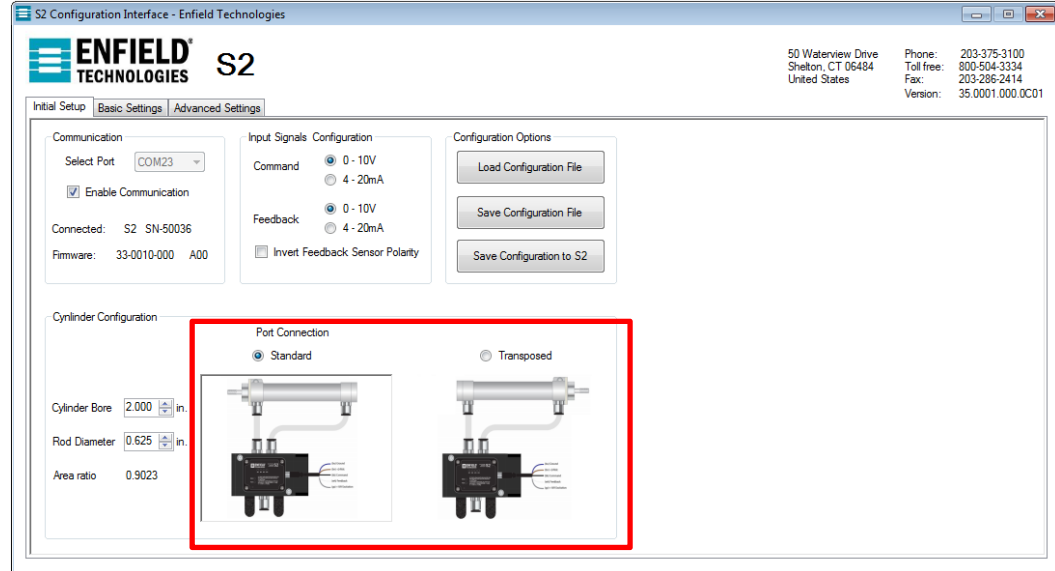 S2 Configuration Interface - Enfield Technologies
ENFIELD
TECHNOLOGIES
S2
50 Waterview Drive
Shelton, CT 06484
United States
Phone: 203-375-3100
Toll free: 800-504-3334
Fax: 203-286-2414
Version: 35.0001.000.0C01
Initial Setup Basic Settings Advanced Settings
Communication
Select Port COM23
Enable Communication
Connected: S2 SN-50036
Firmware: 33-0010-000 A00
Input Signals Configuration
Command 0 - 10V
4 - 20mA
Feedback 0 - 10V
4 - 20mA
Invert Feedback Sensor Polarity
Configuration Options
Load Configuration File
Save Configuration File
Save Configuration to S2
Cynlinder Configuration
Cylinder Bore 2.000 in.
Rod Diameter 0.625 in.
Area ratio 0.9023
Port Connection
Standard
Transposed